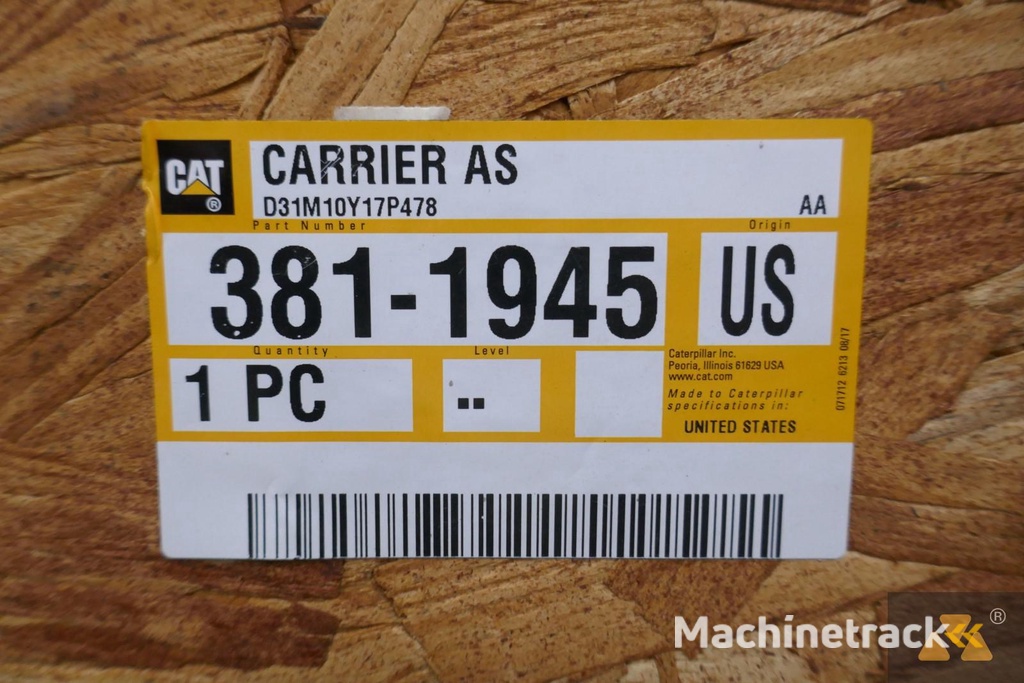 CAT
®
CARRIER AS
D31M10Y17P478 AA
Part Number Origin
381-1945 US
Quantity Level
1 PC --
Caterpillar Inc.
Peoria, Illinois 61629 USA
www.cat.com
Made to Caterpillar
specifications in:
UNITED STATES
071712 6213 08/17
Machinetrack
®